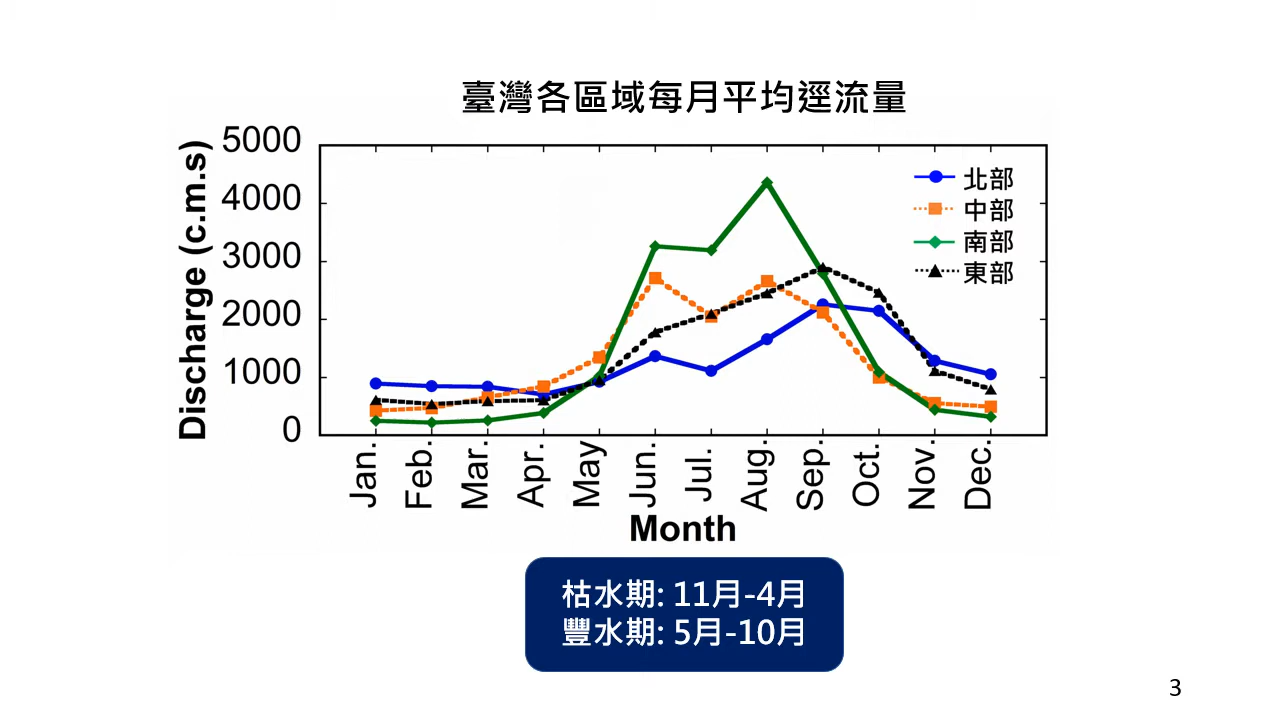 臺灣各區域每月平均逕流量
5000
4000
3000
2000
1000
0
Discharge (c.m.s)
北部
中部
南部
東部
Jan.
Feb.
Mar.
Apr.
May
Jun.
Jul.
Aug.
Sep.
Oct.
Nov.
Dec.
Month
枯水期: 11月-4月
豐水期: 5月-10月
3